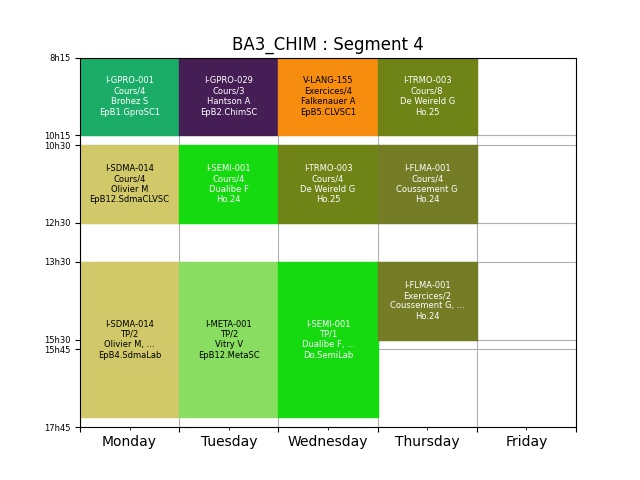 BA3_CHIM : Segment 4
8h15
I-GPRO-001
Cours/4
Brohez S
EpB1.GproSC1
I-GPRO-029
Cours/3
Hantson A
EpB2.ChimSC
V-LANG-155
Exercices/4
Falkenauer A
EpB5.CLVSC1
I-TRMO-003
Cours/8
De Weireld G
Ho.25
10h15
10h30
I-SDMA-014
Cours/4
Olivier M
EpB12.SdmaCLVSC
I-SEMI-001
Cours/4
Dualibe F
Ho.24
I-TRMO-003
Cours/4
De Weireld G
Ho.25
I-FLMA-001
Cours/4
Coussement G
Ho.24
12h30
13h30
I-SDMA-014
TP/2
Olivier M, ...
EpB4.SdmaLab
I-META-001
TP/2
Vitry V
EpB12.MetaSC
I-SEMI-001
TP/1
Dualibe F, ...
Do.SemiLab
I-FLMA-001
Exercices/2
Coussement G, ...
Ho.24
15h30
15h45
17h45
Monday
Tuesday
Wednesday
Thursday
Friday